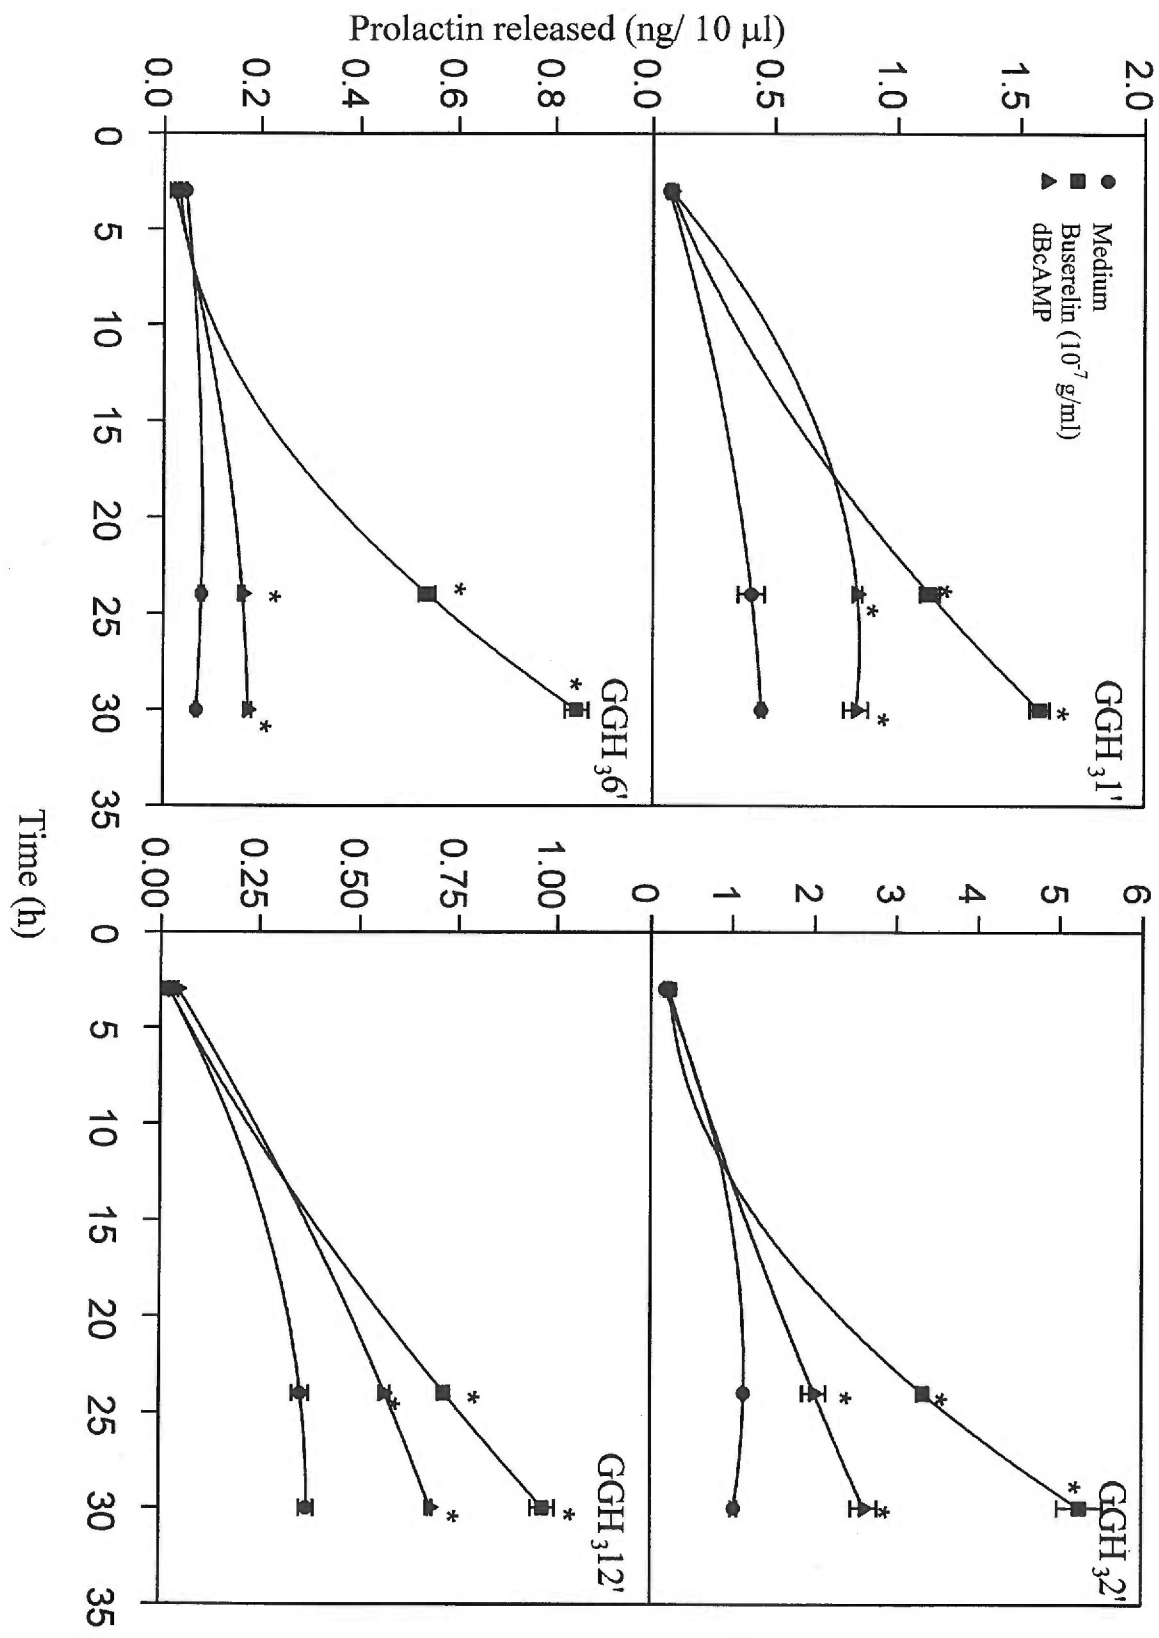 Prolactin released (ng/ 10 μl)
2.0
1.5
1.0
0.5
0.0
● Medium
■ Buserelin (10⁻⁷ g/ml)
▲ dBcAMP
GGH₃1'
6
5
4
3
2
1
0
GGH₃2'
0.8
0.6
0.4
0.2
0.0
0 5 10 15 20 25 30 35
* * * *
GGH₃6'
1.00
0.75
0.50
0.25
0.00
0 5 10 15 20 25 30 35
GGH₃12'
Time (h)